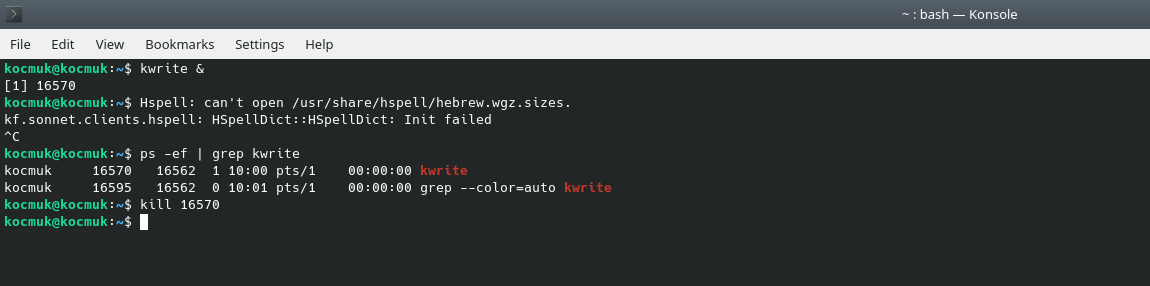 ~ : bash — Konsole
File Edit View Bookmarks Settings Help
kocmuk@kocmuk:~$ kwrite &
[1] 16570
kocmuk@kocmuk:~$ Hspell: can't open /usr/share/hspell/hebrew.wgz.sizes.
kf.sonnet.clients.hspell: HSpellDict::HSpellDict: Init failed
^C
kocmuk@kocmuk:~$ ps -ef | grep kwrite
kocmuk     16570   16562  1 10:00 pts/1    00:00:00 kwrite
kocmuk     16595   16562  0 10:01 pts/1    00:00:00 grep --color=auto kwrite
kocmuk@kocmuk:~$ kill 16570
kocmuk@kocmuk:~$